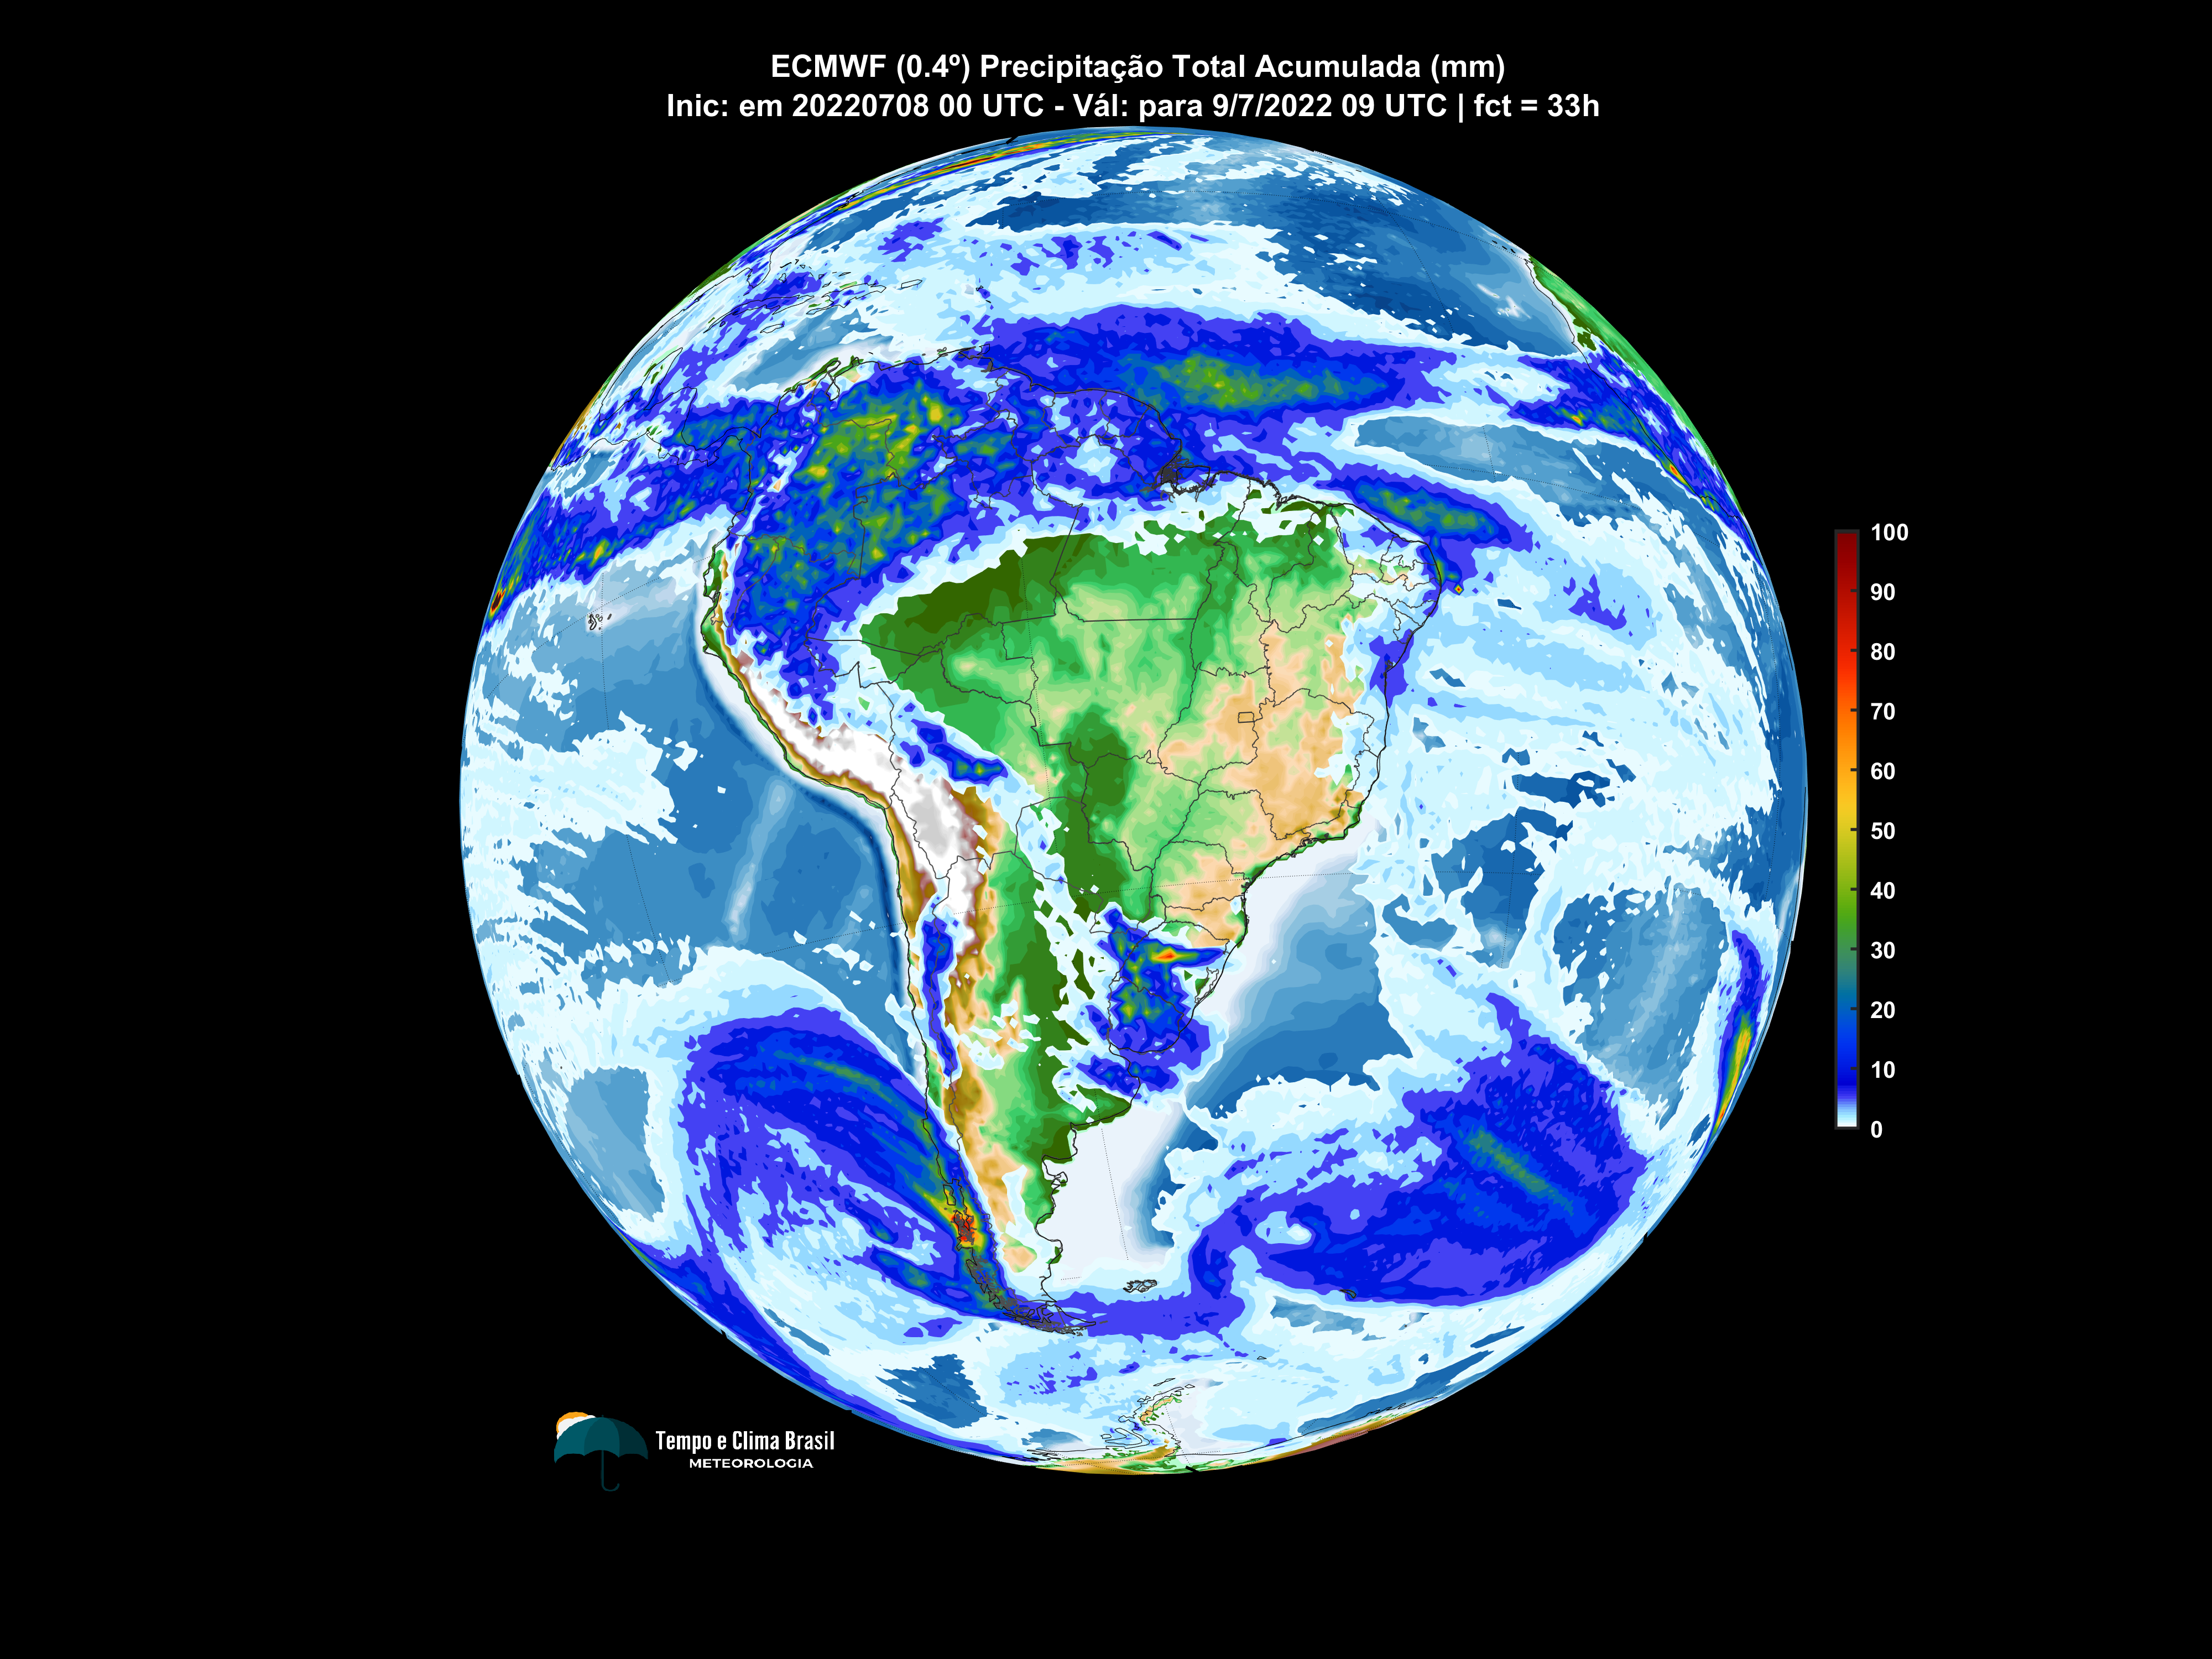 ECMWF (0.4º) Precipitação Total Acumulada (mm)
Inic: em 20220708 00 UTC - Vál: para 9/7/2022 09 UTC | fct = 33h
100
90
80
70
60
50
40
30
20
10
0
Tempo e Clima Brasil
METEOROLOGIA